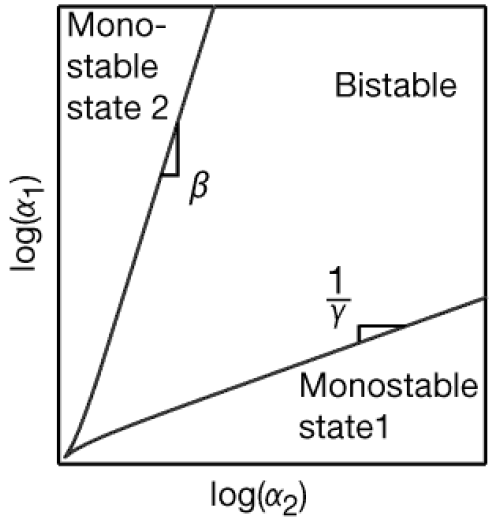 Mono-
stable
state 2
Bistable
β
1
γ
Monostable
state1
log(α₁)
log(α₂)